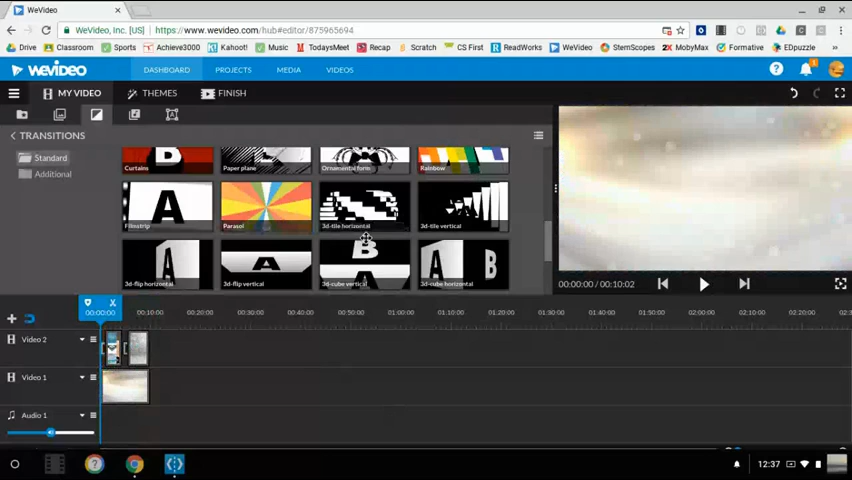 WeVideo
WeVideo, Inc. [US]
https://www.wevideo.com/hub#editor/875965694
Drive
Classroom
Sports
Achieve3000
Kahoot!
Music
TodaysMeet
Recap
Scratch
CS First
ReadWorks
WeVideo
StemScopes
MobyMax
Formative
EDpuzzle
WEVIDEO
DASHBOARD
PROJECTS
MEDIA
VIDEOS
1
MY VIDEO
THEMES
FINISH
TRANSITIONS
Standard
Additional
Curtains
Paper plane
Ornamental form
Rainbow
A
Filmstrip
Parasol
3d-tile horizontal
3d-tile vertical
A
3d-flip horizontal
A
3d-flip vertical
B
A
3d-cube vertical
A B
3d-cube horizontal
00:00:00 / 00:10:02
00:00:00
00:10:00
00:20:00
00:30:00
00:40:00
00:50:00
01:00:00
01:10:00
01:20:00
01:30:00
01:40:00
01:50:00
02:00:00
02:10:00
02:20:00
Video 2
Video 1
Audio 1
12:37